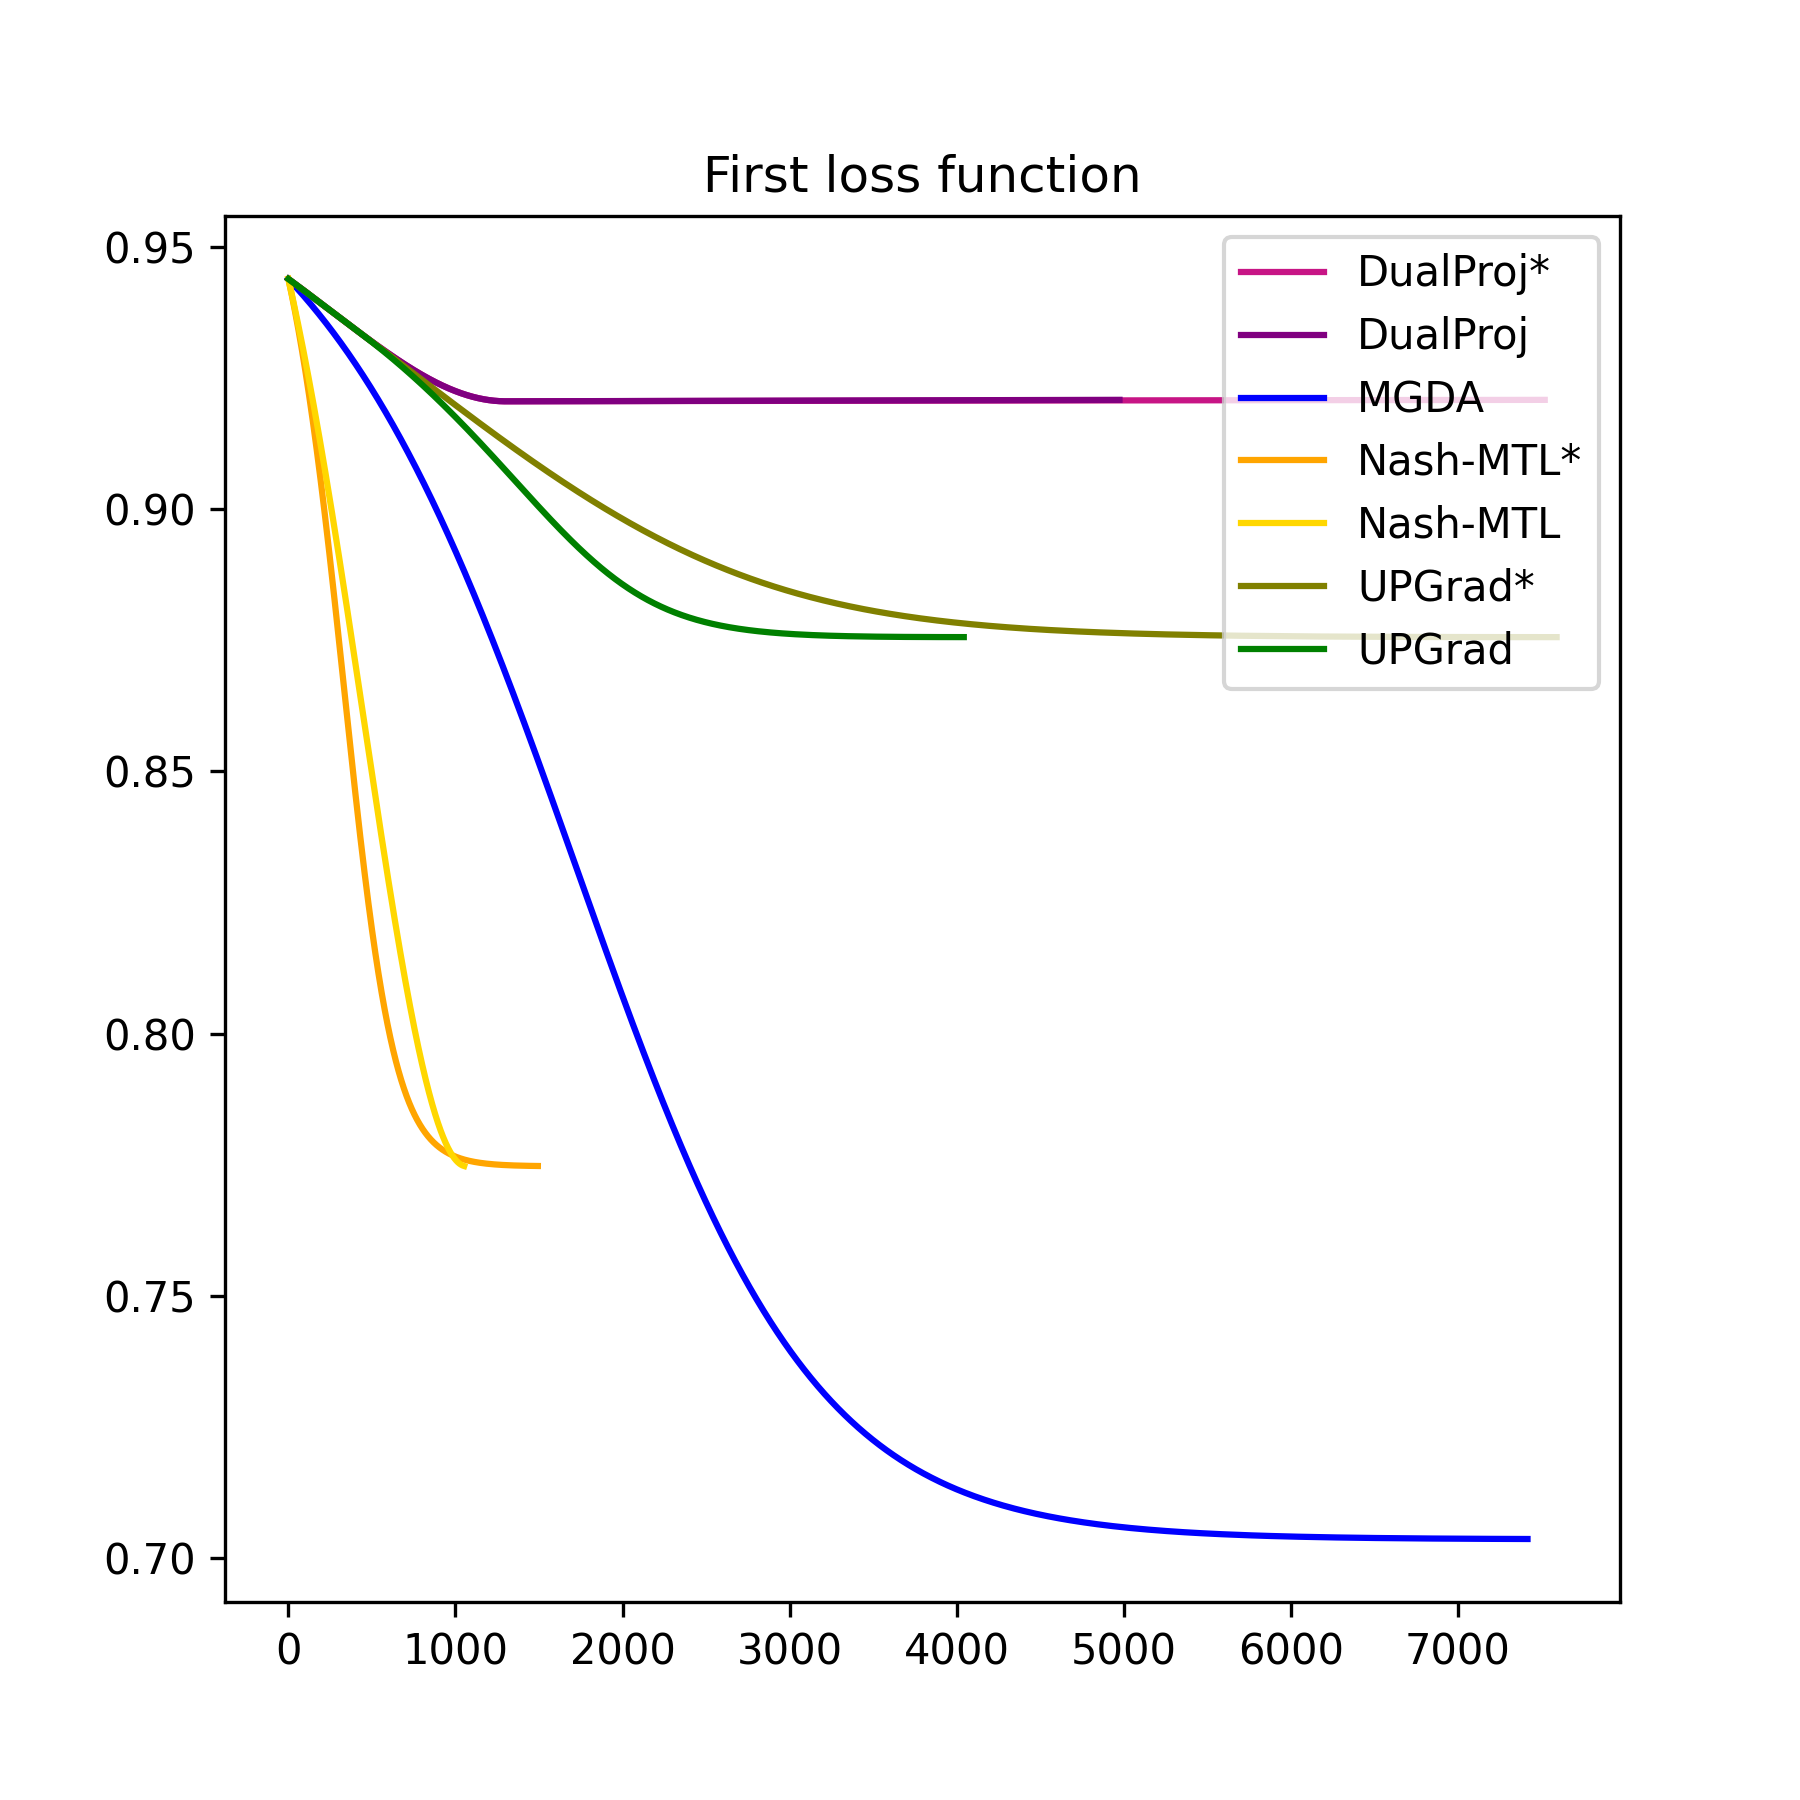 First loss function
0.95
0.90
0.85
0.80
0.75
0.70
DualProj*
DualProj
MGDA
Nash-MTL*
Nash-MTL
UPGrad*
UPGrad
0 1000 2000 3000 4000 5000 6000 7000